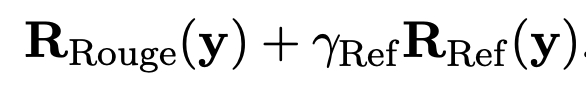 R_Rouge(y) + γ_Ref R_Ref(y).